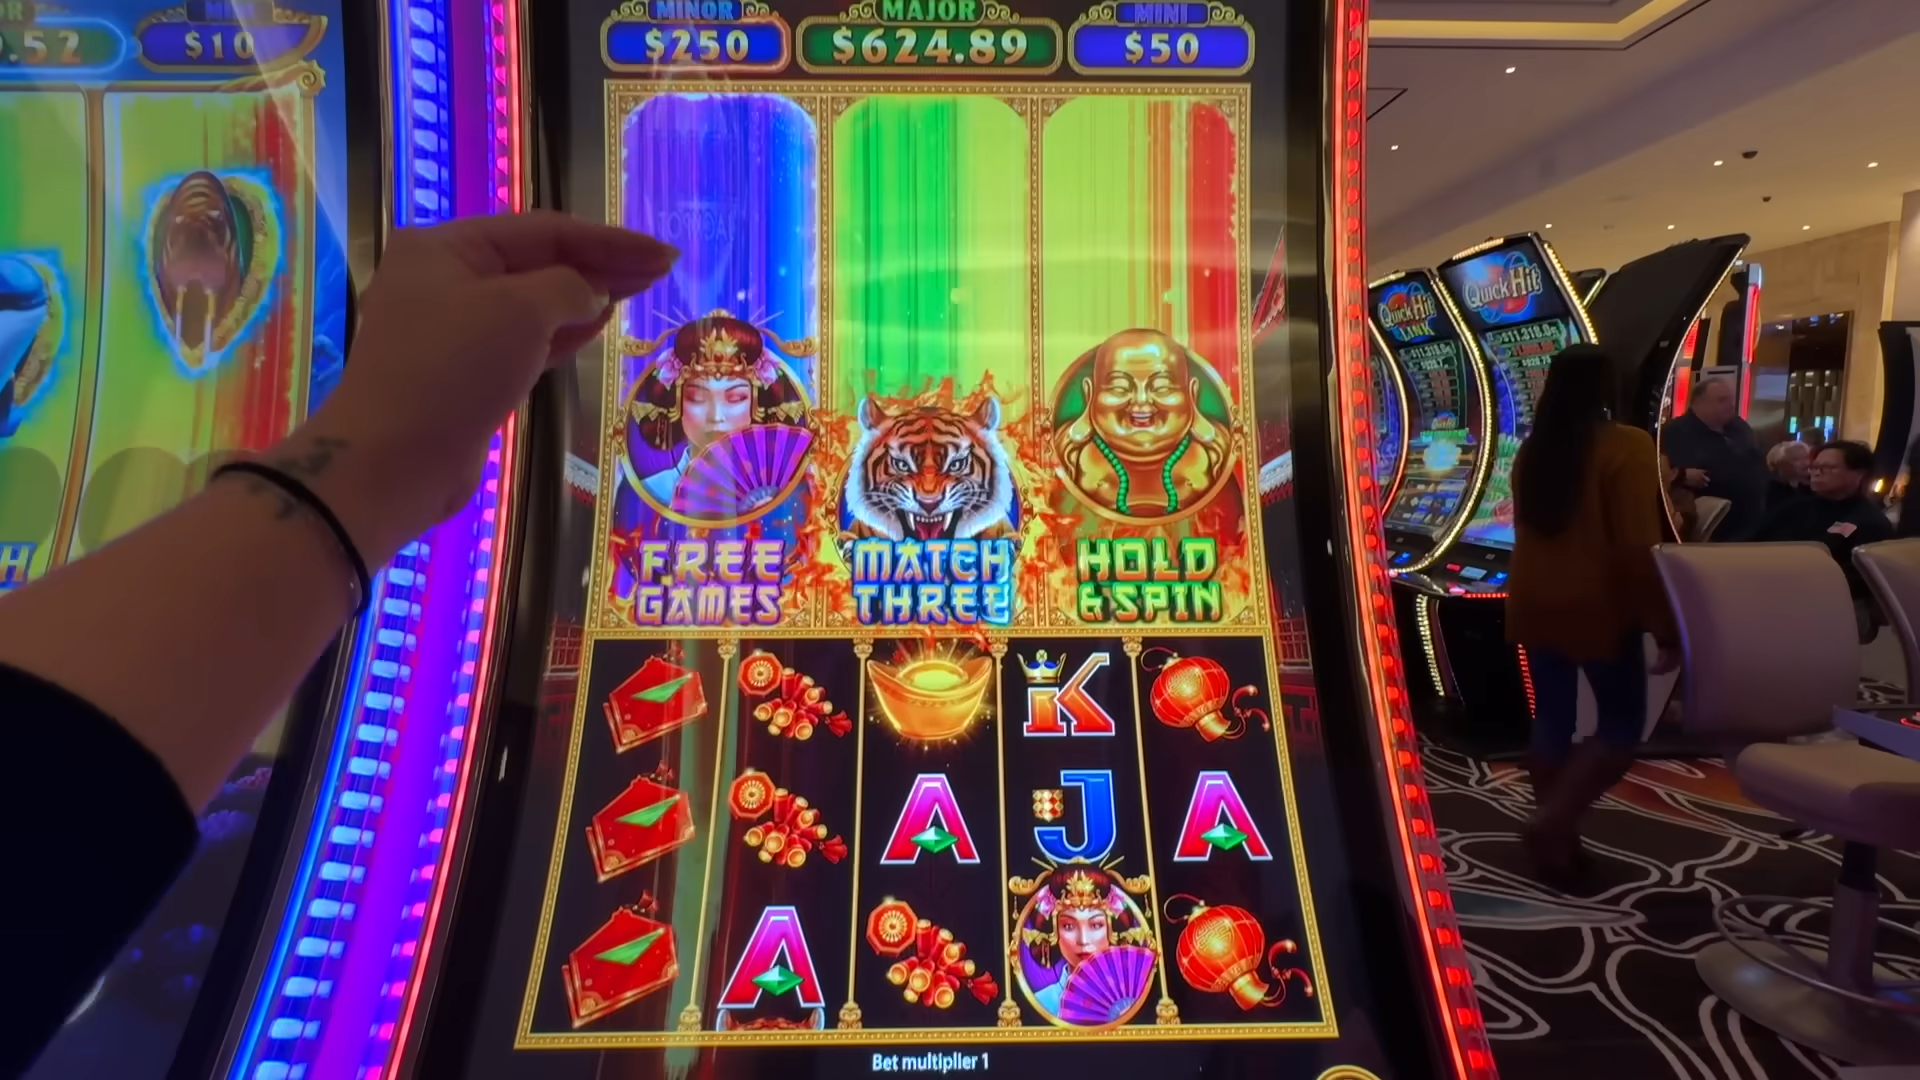 MINOR
$250
MAJOR
$624.89
MINI
$50
.52
$10
FREE
GAMES
MATCH
THREE
HOLD
& SPIN
K
A
J
A
A
Bet multiplier 1
Quick Hit
LINK
Quick Hit